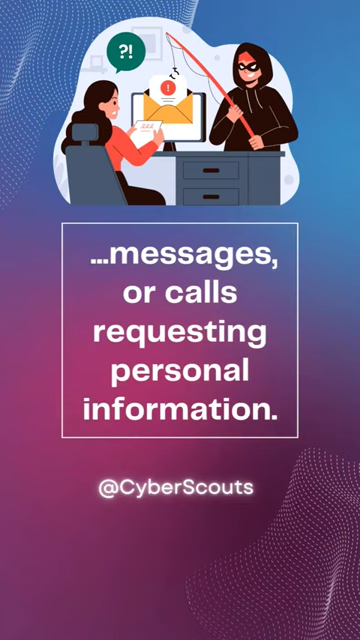 ?!
...messages,
or calls
requesting
personal
information.
@CyberScouts